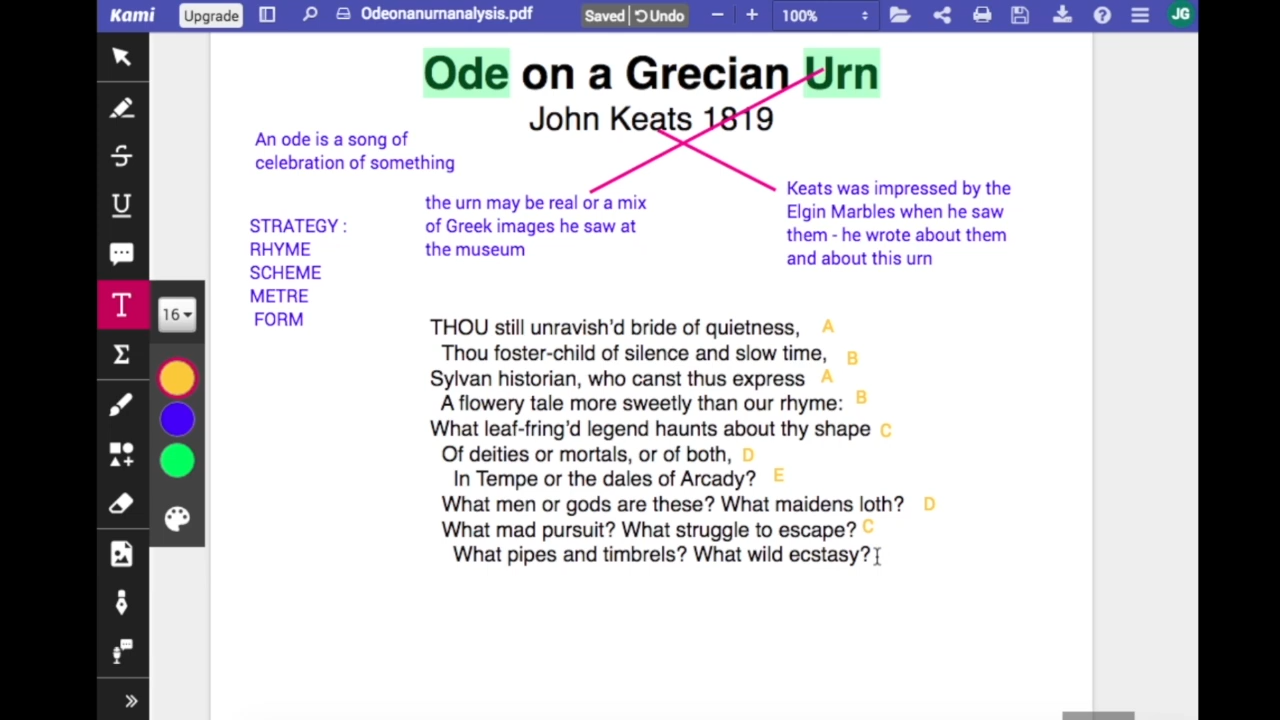 Kami Upgrade Odeonanurnanalysis.pdf Saved Undo 100% JG
Ode on a Grecian Urn
John Keats 1819
An ode is a song of
celebration of something
the urn may be real or a mix
of Greek images he saw at
the museum
Keats was impressed by the
Elgin Marbles when he saw
them - he wrote about them
and about this urn
STRATEGY :
RHYME
SCHEME
METRE
FORM
T 16
THOU still unravish'd bride of quietness, A
Thou foster-child of silence and slow time, B
Sylvan historian, who canst thus express A
A flowery tale more sweetly than our rhyme: B
What leaf-fring'd legend haunts about thy shape C
Of deities or mortals, or of both, D
In Tempe or the dales of Arcady? E
What men or gods are these? What maidens loth? D
What mad pursuit? What struggle to escape? C
What pipes and timbrels? What wild ecstasy?